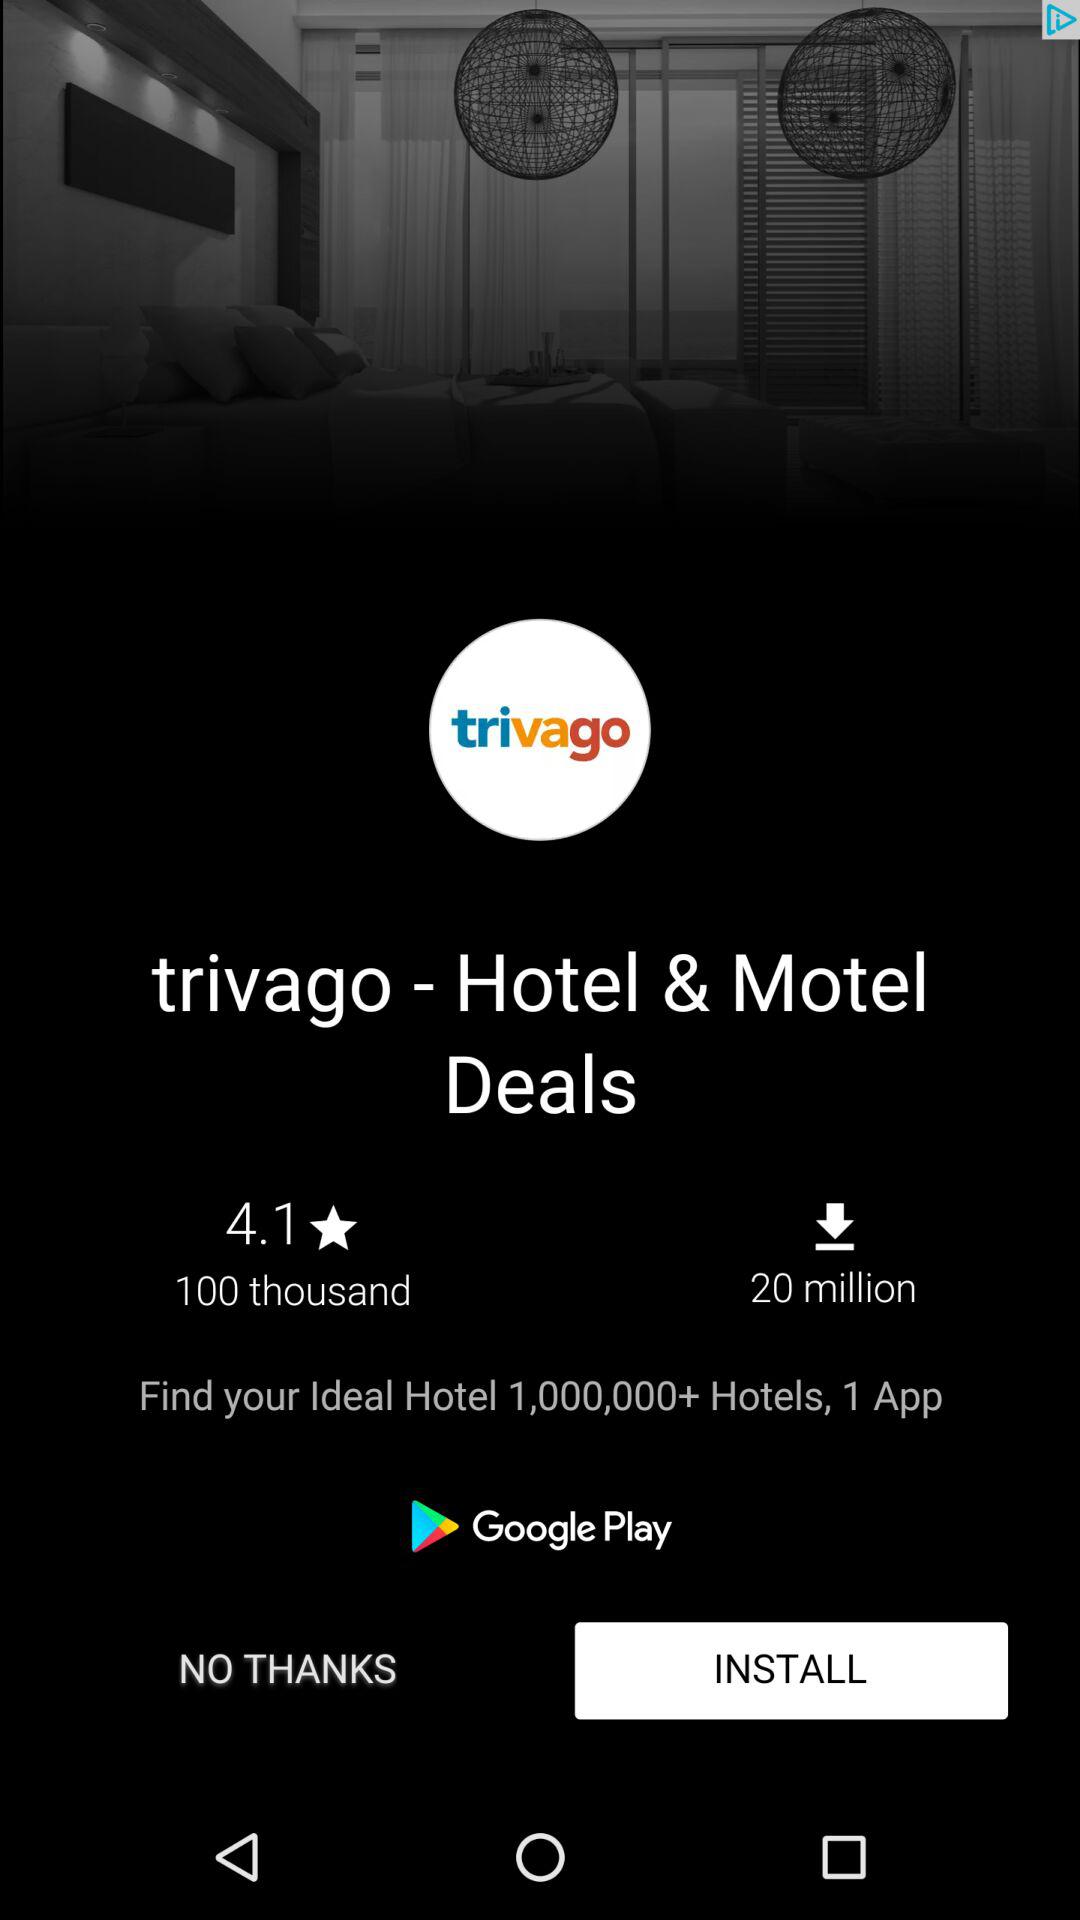 trivago
trivago - Hotel & Motel
Deals
4.1
100 thousand
20 million
Find your Ideal Hotel 1,000,000+ Hotels, 1 App
Google Play
NO THANKS
INSTALL